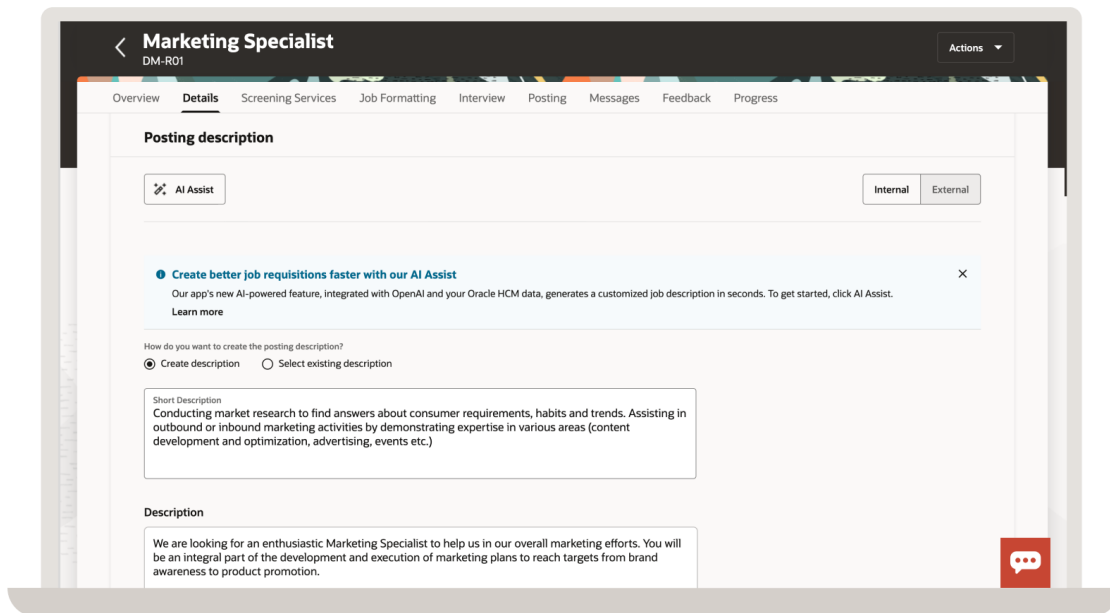 Marketing Specialist
DM-R01
Actions
Overview Details Screening Services Job Formatting Interview Posting Messages Feedback Progress
Posting description
AI Assist
Internal External
Create better job requisitions faster with our AI Assist
Our app's new AI-powered feature, integrated with OpenAI and your Oracle HCM data, generates a customized job description in seconds. To get started, click AI Assist.
Learn more
How do you want to create the posting description?
Create description Select existing description
Short Description
Conducting market research to find answers about consumer requirements, habits and trends. Assisting in
outbound or inbound marketing activities by demonstrating expertise in various areas (content
development and optimization, advertising, events etc.)
Description
We are looking for an enthusiastic Marketing Specialist to help us in our overall marketing efforts. You will
be an integral part of the development and execution of marketing plans to reach targets from brand
awareness to product promotion.